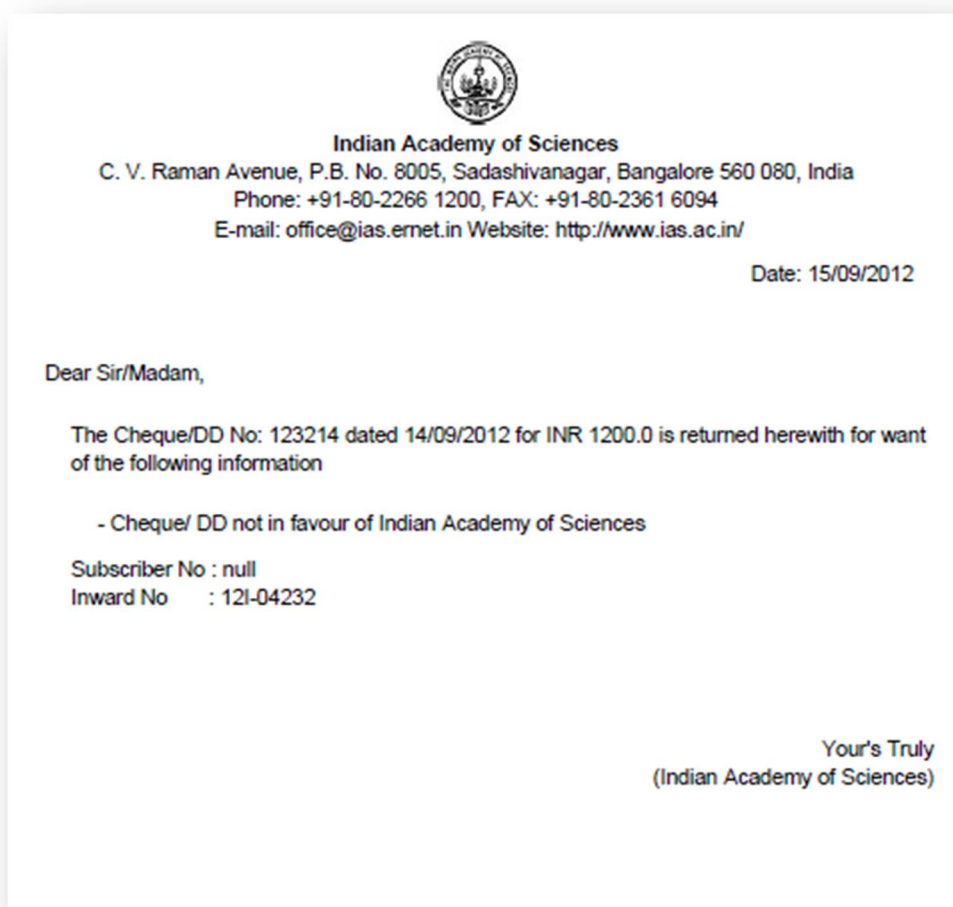 Indian Academy of Sciences
C. V. Raman Avenue, P.B. No. 8005, Sadashivanagar, Bangalore 560 080, India
Phone: +91-80-2266 1200, FAX: +91-80-2361 6094
E-mail: office@ias.ernet.in Website: http://www.ias.ac.in/
Date: 15/09/2012
Dear Sir/Madam,
The Cheque/DD No: 123214 dated 14/09/2012 for INR 1200.0 is returned herewith for want
of the following information
- Cheque/ DD not in favour of Indian Academy of Sciences
Subscriber No : null
Inward No : 12I-04232
Your's Truly
(Indian Academy of Sciences)